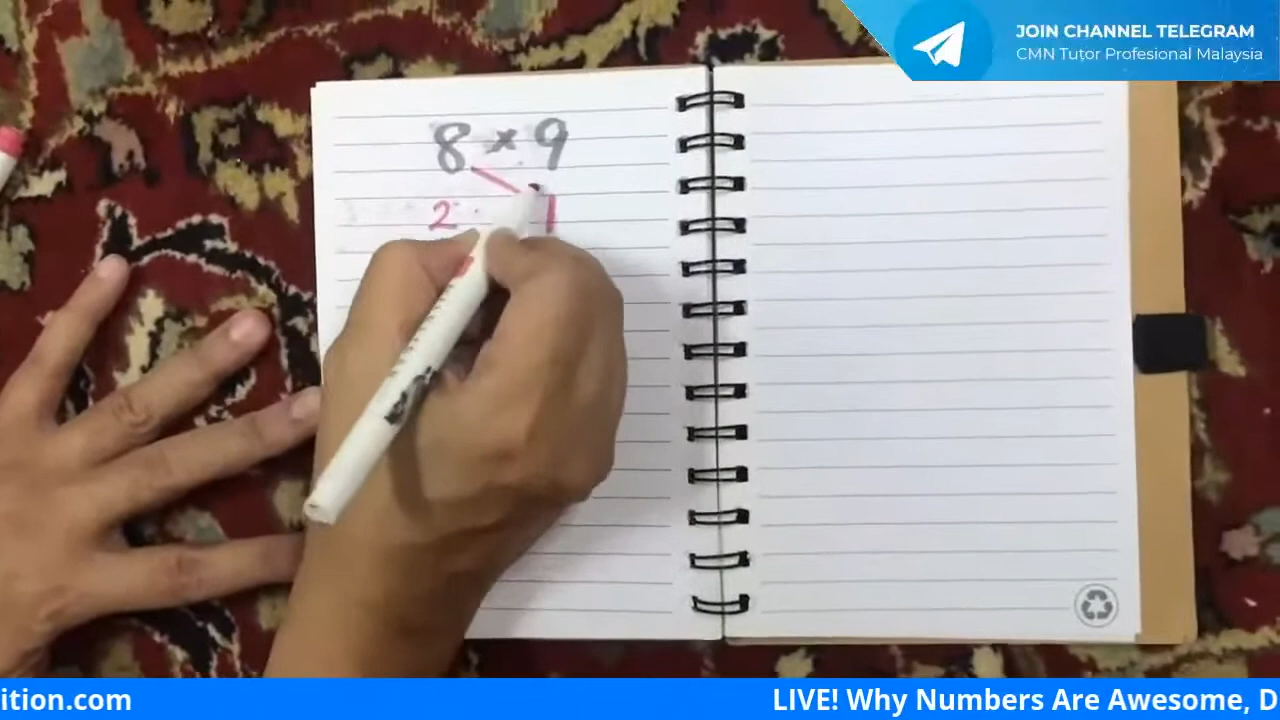 JOIN CHANNEL TELEGRAM
CMN Tutor Profesional Malaysia
8 × 9
2 1
ition.com LIVE! Why Numbers Are Awesome, D